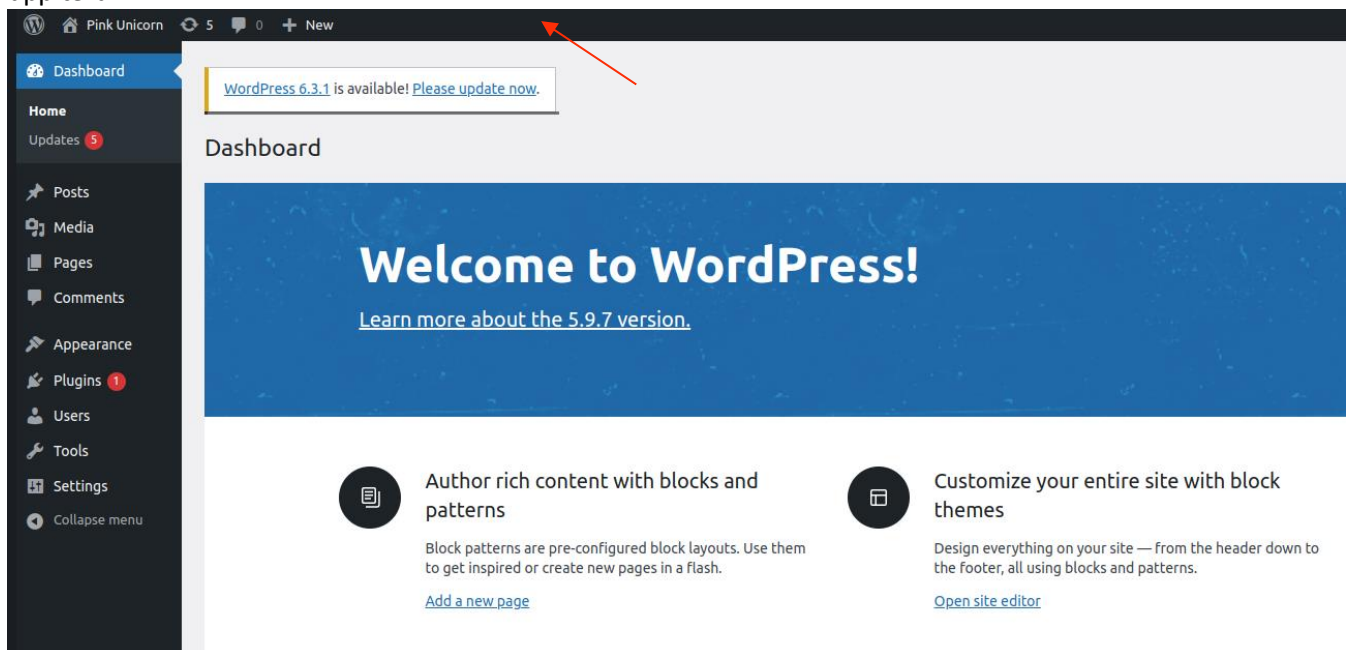 Pink Unicorn 5 0 + New
Dashboard
Home
Updates 5
Posts
Media
Pages
Comments
Appearance
Plugins 1
Users
Tools
Settings
Collapse menu
WordPress 6.3.1 is available! Please update now.
Dashboard
Welcome to WordPress!
Learn more about the 5.9.7 version.
Author rich content with blocks and
patterns
Block patterns are pre-configured block layouts. Use them
to get inspired or create new pages in a flash.
Add a new page
Customize your entire site with block
themes
Design everything on your site — from the header down to
the footer, all using blocks and patterns.
Open site editor